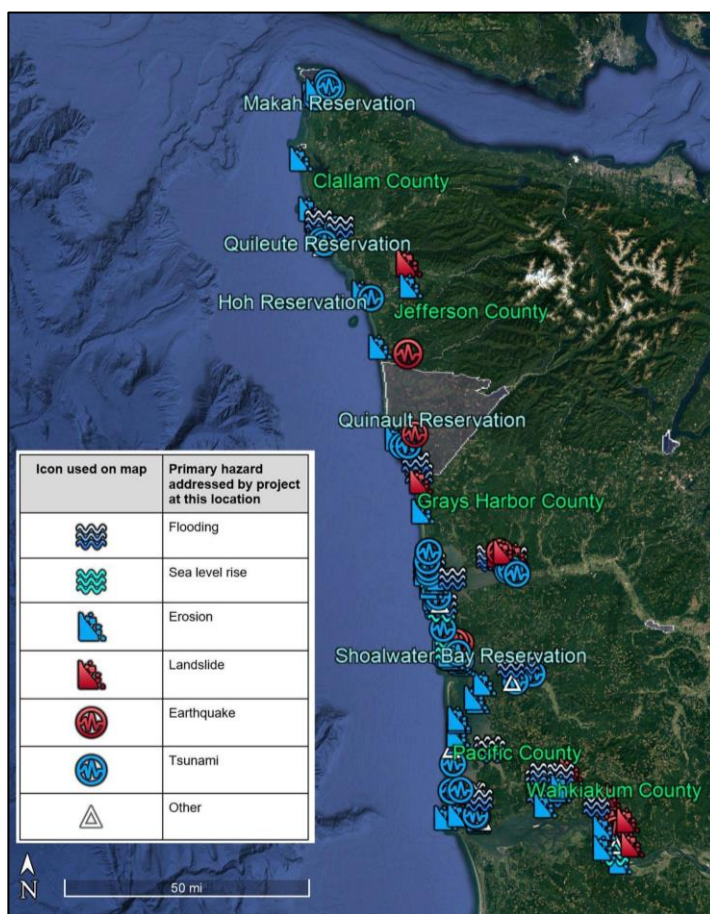 Makah Reservation
Clallam County
Quileute Reservation
Hoh Reservation
Jefferson County
Quinault Reservation
Grays Harbor County
Shoalwater Bay Reservation
Pacific County
Wahkiakum County
Icon used on map
Primary hazard
addressed by project
at this location
Flooding
Sea level rise
Erosion
Landslide
Earthquake
Tsunami
Other
N
50 mi